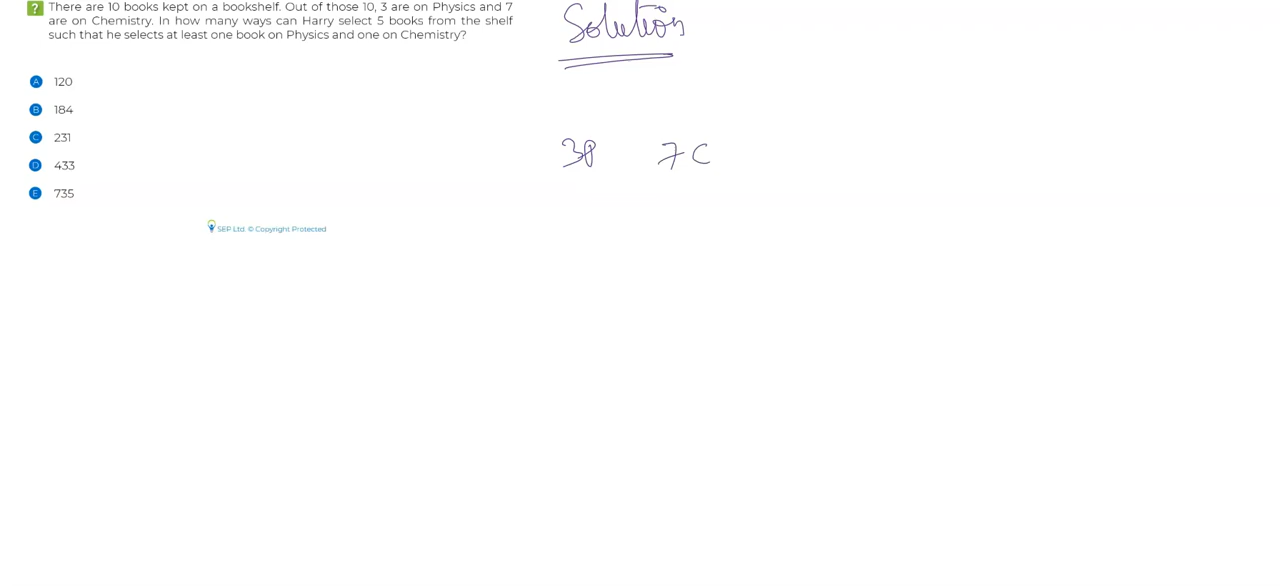 ? There are 10 books kept on a bookshelf. Out of those 10, 3 are on Physics and 7
are on Chemistry. In how many ways can Harry select 5 books from the shelf
such that he selects at least one book on Physics and one on Chemistry?
A 120
B 184
C 231
D 433
E 735
SEP Ltd. © Copyright Protected
Solution
3P 7C